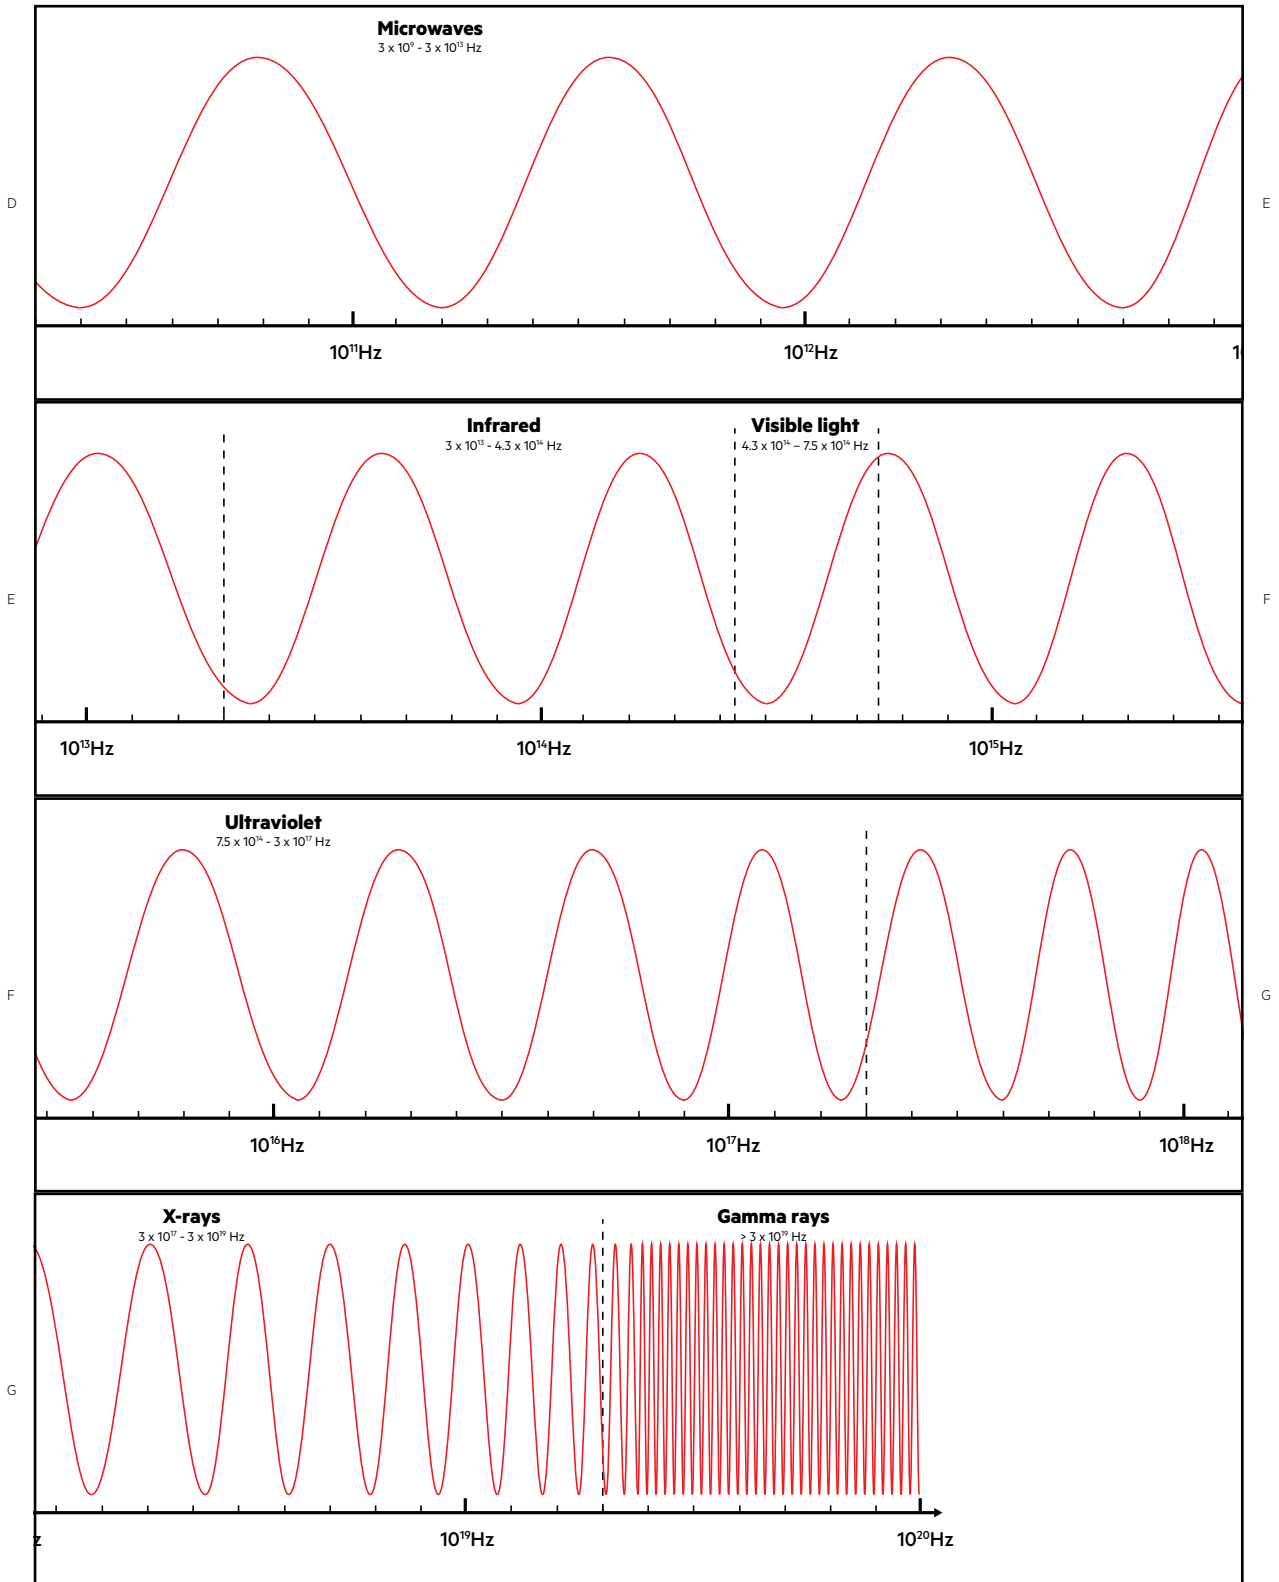 Microwaves
3 x 10⁹ - 3 x 10¹³ Hz
D
E
10¹¹Hz
10¹²Hz
1
Infrared
3 x 10¹³ - 4.3 x 10¹⁴ Hz
Visible light
4.3 x 10¹⁴ – 7.5 x 10¹⁴ Hz
E
F
10¹³Hz
10¹⁴Hz
10¹⁵Hz
Ultraviolet
7.5 x 10¹⁴ - 3 x 10¹⁷ Hz
F
G
10¹⁶Hz
10¹⁷Hz
10¹⁸Hz
X-rays
3 x 10¹⁷ - 3 x 10¹⁹ Hz
Gamma rays
> 3 x 10¹⁹ Hz
G
z
10¹⁹Hz
10²⁰Hz